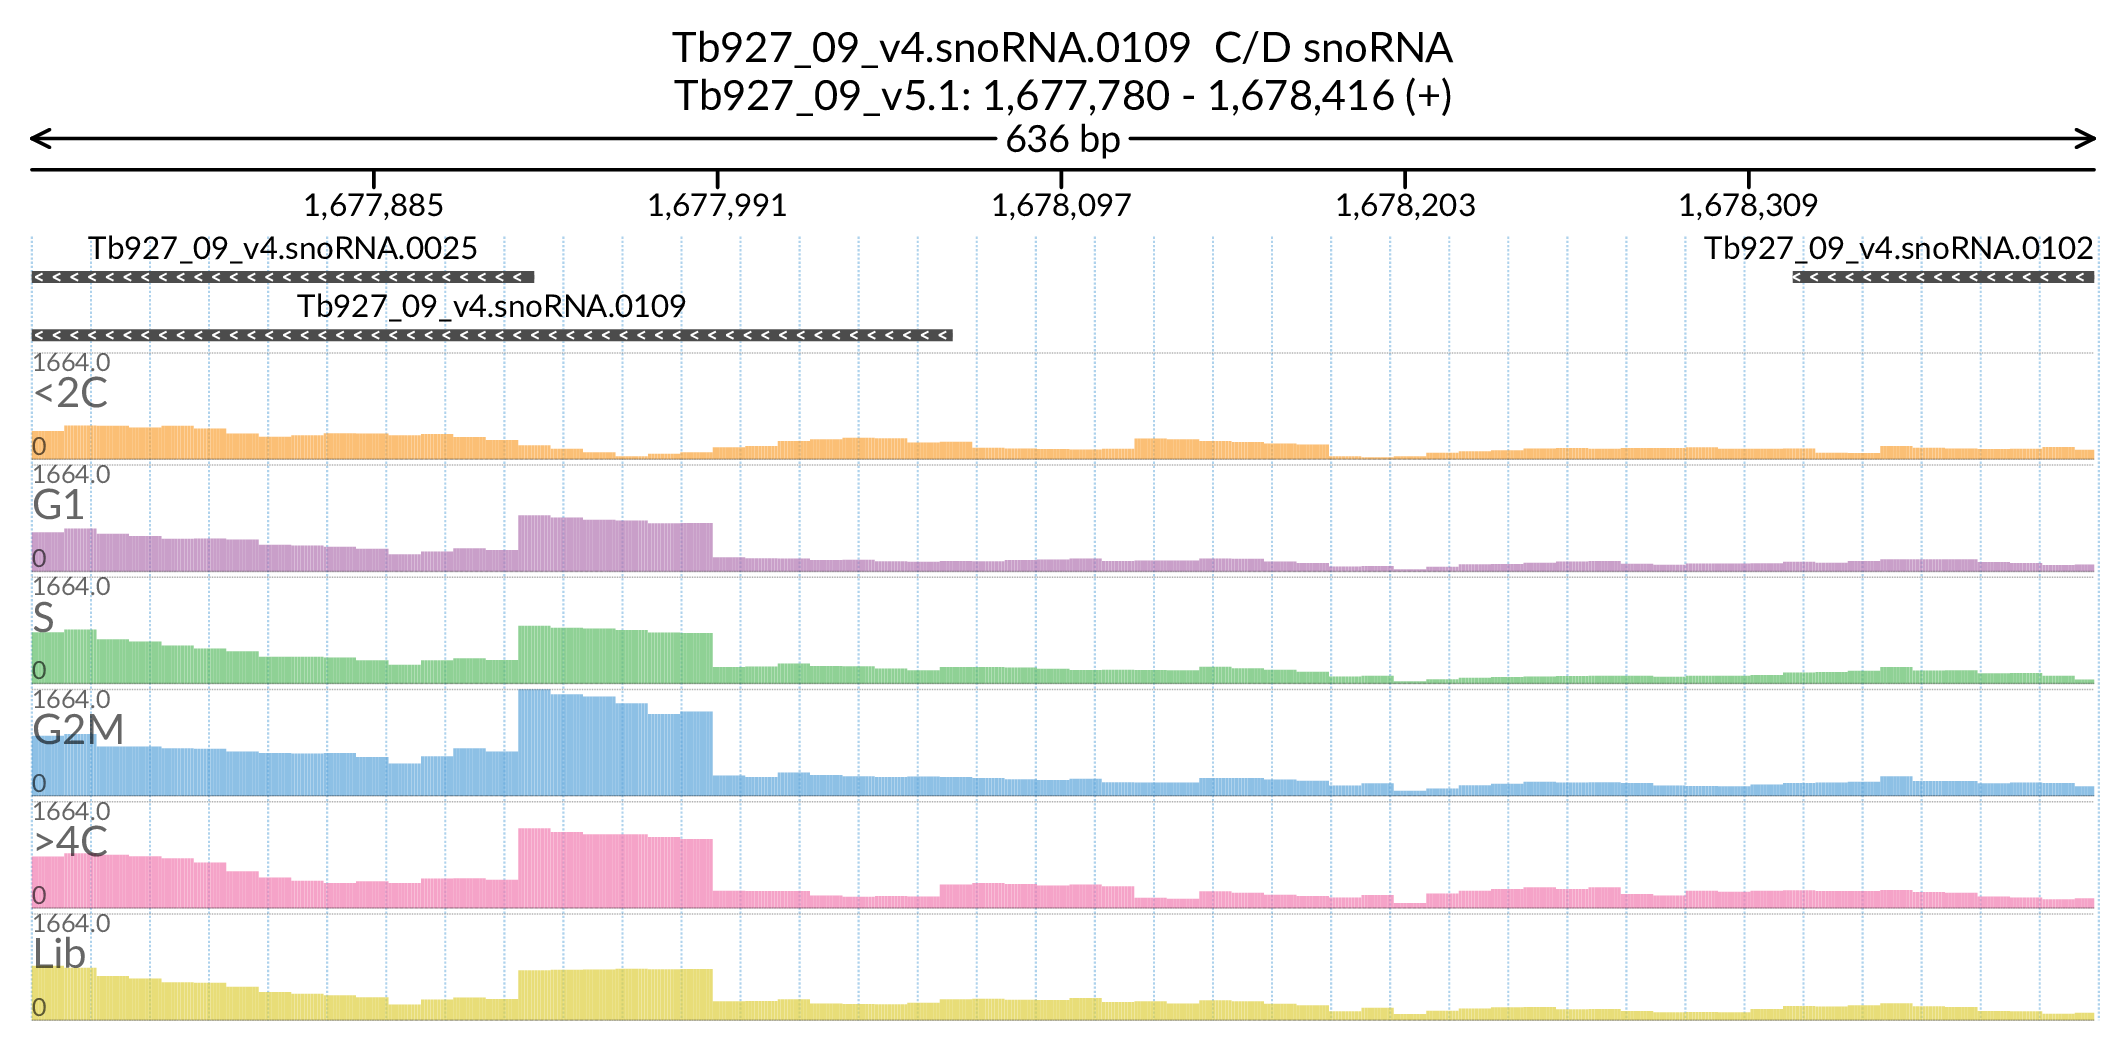 Tb927_09_v4.snoRNA.0109  C/D snoRNA
Tb927_09_v5.1: 1,677,780 - 1,678,416 (+)
636 bp
1,677,885 1,677,991 1,678,097 1,678,203 1,678,309
Tb927_09_v4.snoRNA.0025 Tb927_09_v4.snoRNA.0102
Tb927_09_v4.snoRNA.0109
1664.0
<2C
0
1664.0
G1
0
1664.0
S
0
1664.0
G2M
0
1664.0
>4C
0
1664.0
Lib
0